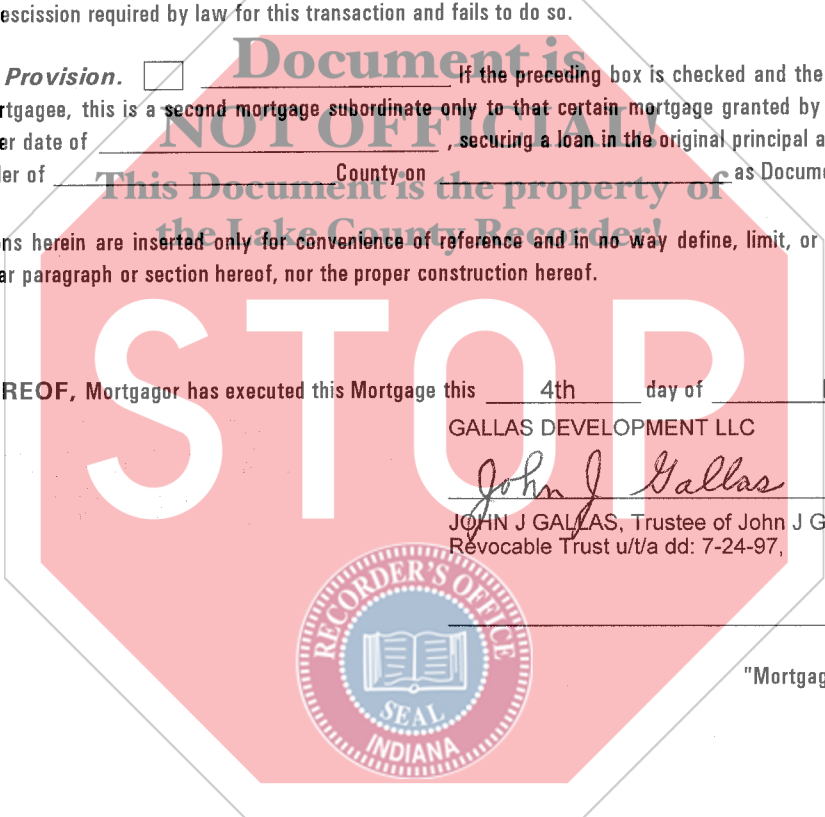 escission required by law for this transaction and fails to do so.
Document is
Provision. If the preceding box is checked and the
rtgagee, this is a second mortgage subordinate only to that certain mortgage granted by
NOT OFFICIAL!
er date of , securing a loan in the original principal a
er of County on as Docume
This Document is the property of
the Lake County Recorder!
ns herein are inserted only for convenience of reference and in no way define, limit, or
ar paragraph or section hereof, nor the proper construction hereof.
STOP
REOF, Mortgagor has executed this Mortgage this 4th day of
GALLAS DEVELOPMENT LLC
John J Gallas
JOHN J GALLAS, Trustee of John J G
Revocable Trust u/t/a dd: 7-24-97,
RECORDER'S OFFICE
SEAL
INDIANA
"Mortgag